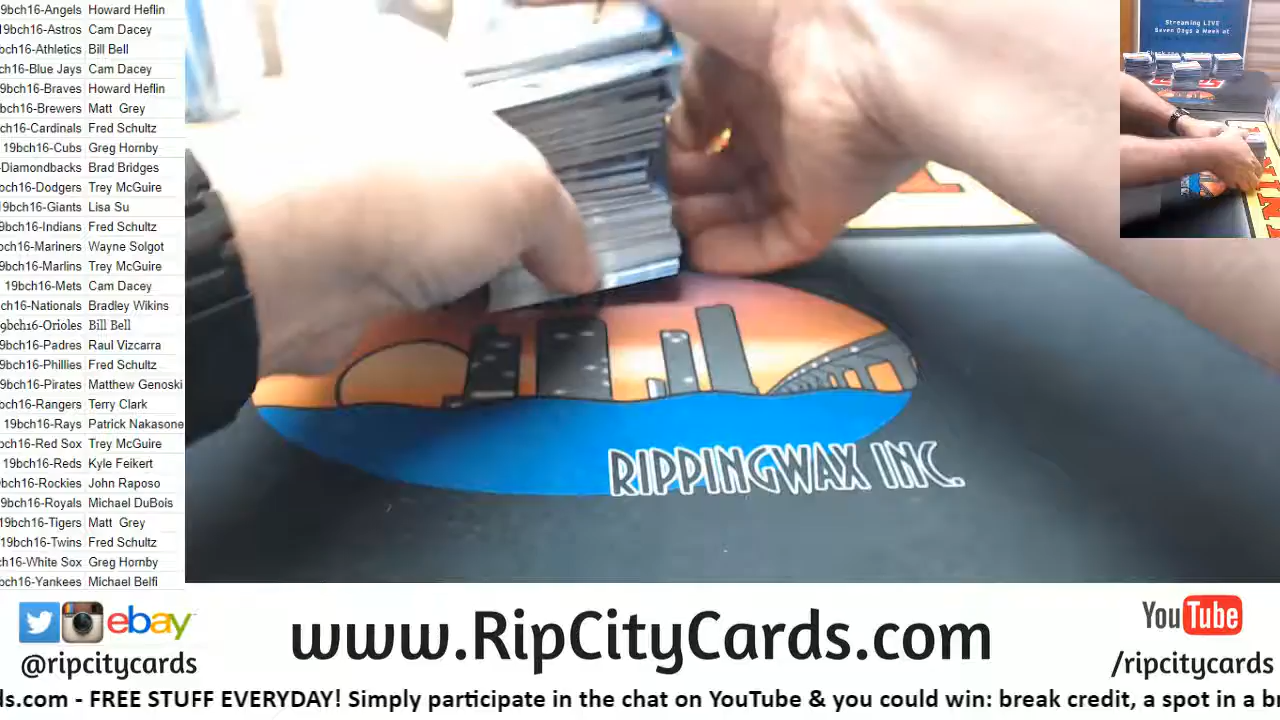 9bch16-Angels Howard Heflin
19bch16-Astros Cam Dacey
9bch16-Athletics Bill Bell
ch16-Blue Jays Cam Dacey
9bch16-Braves Howard Heflin
bch16-Brewers Matt Grey
bch16-Cardinals Fred Schultz
19bch16-Cubs Greg Hornby
-Diamondbacks Brad Bridges
bch16-Dodgers Trey McGuire
19bch16-Giants Lisa Su
9bch16-Indians Fred Schultz
bch16-Mariners Wayne Solgot
9bch16-Marlins Trey McGuire
19bch16-Mets Cam Dacey
ch16-Nationals Bradley Wikins
9bch16-Orioles Bill Bell
9bch16-Padres Raul Vizcarra
9bch16-Phillies Fred Schultz
9bch16-Pirates Matthew Genoski
bch16-Rangers Terry Clark
19bch16-Rays Patrick Nakasone
bch16-Red Sox Trey McGuire
19bch16-Reds Kyle Feikert
bch16-Rockies John Raposo
9bch16-Royals Michael DuBois
19bch16-Tigers Matt Grey
19bch16-Twins Fred Schultz
ch16-White Sox Greg Hornby
bch16-Yankees Michael Belfi
Streaming LIVE
Seven Days a Week at
RIPPINGWAX INC.
ebay
@ripcitycards
www.RipCityCards.com
YouTube
/ripcitycards
ds.com - FREE STUFF EVERYDAY! Simply participate in the chat on YouTube & you could win: break credit, a spot in a br